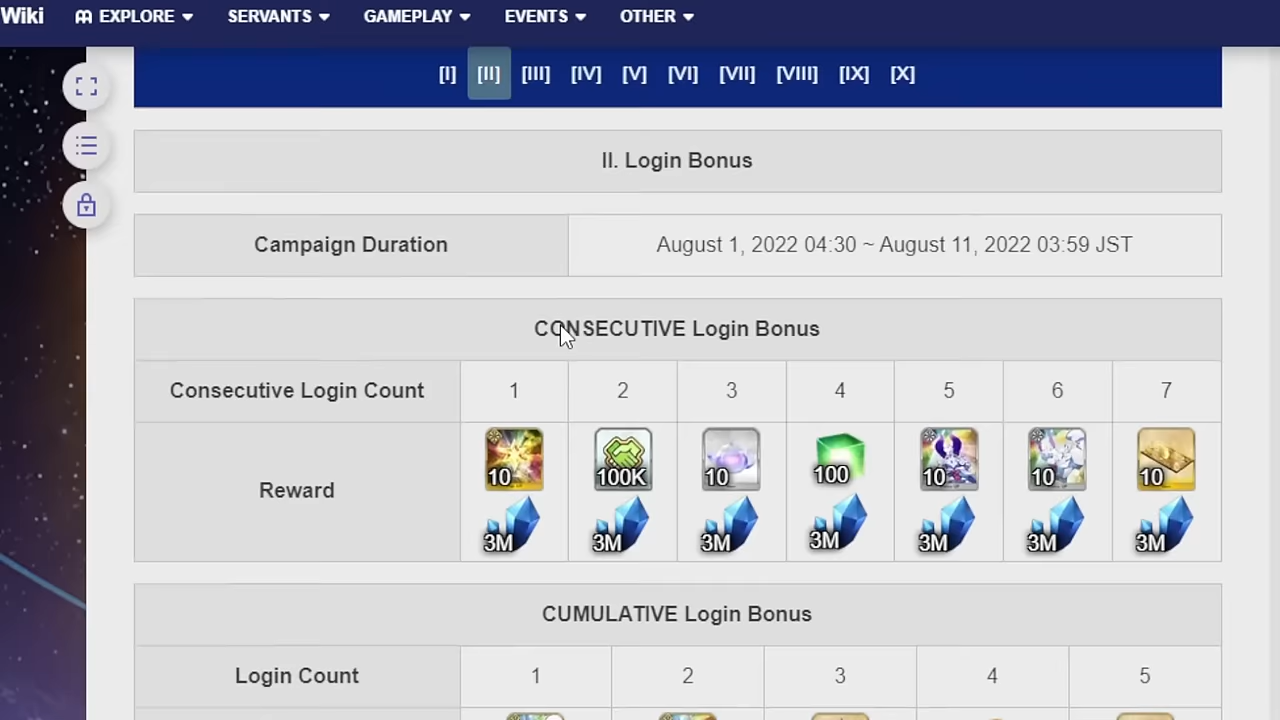 Wiki EXPLORE SERVANTS GAMEPLAY EVENTS OTHER
[I] [II] [III] [IV] [V] [VI] [VII] [VIII] [IX] [X]
II. Login Bonus
Campaign Duration August 1, 2022 04:30 ~ August 11, 2022 03:59 JST
CONSECUTIVE Login Bonus
Consecutive Login Count 1 2 3 4 5 6 7
10 100K 10 100 10 10 10
Reward
3M 3M 3M 3M 3M 3M 3M
CUMULATIVE Login Bonus
Login Count 1 2 3 4 5